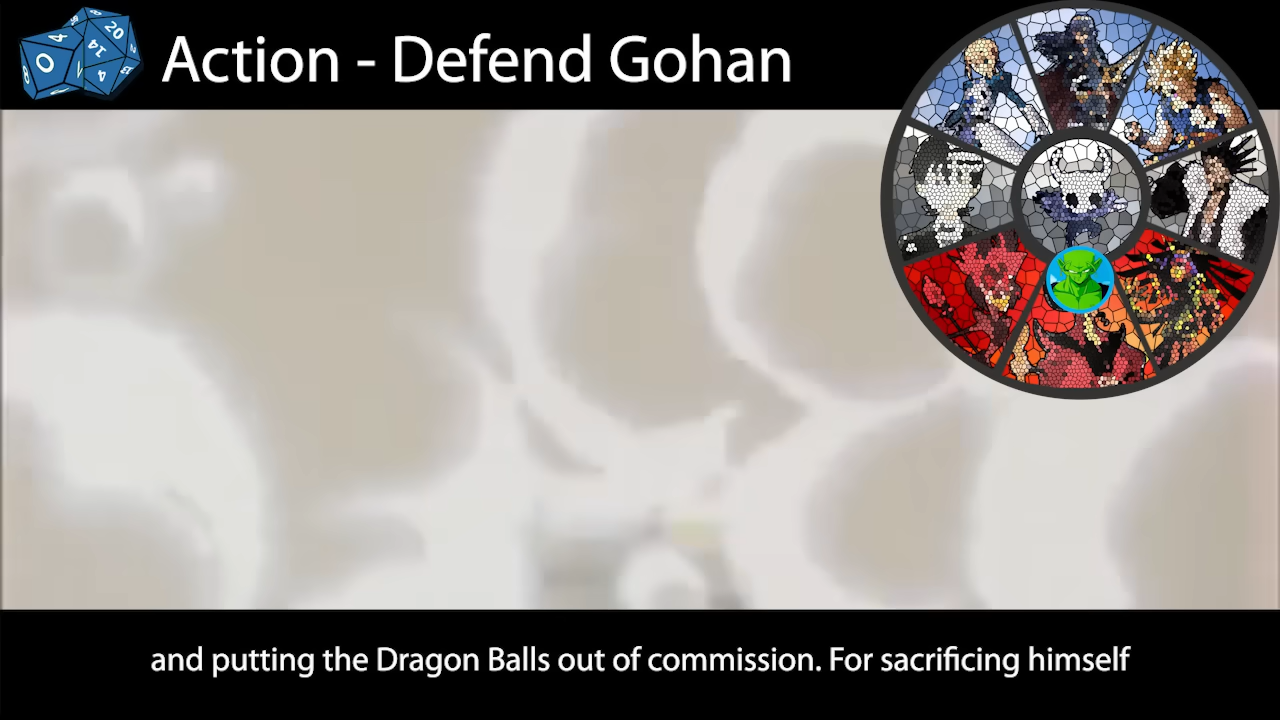 Action - Defend Gohan
and putting the Dragon Balls out of commission. For sacrificing himself